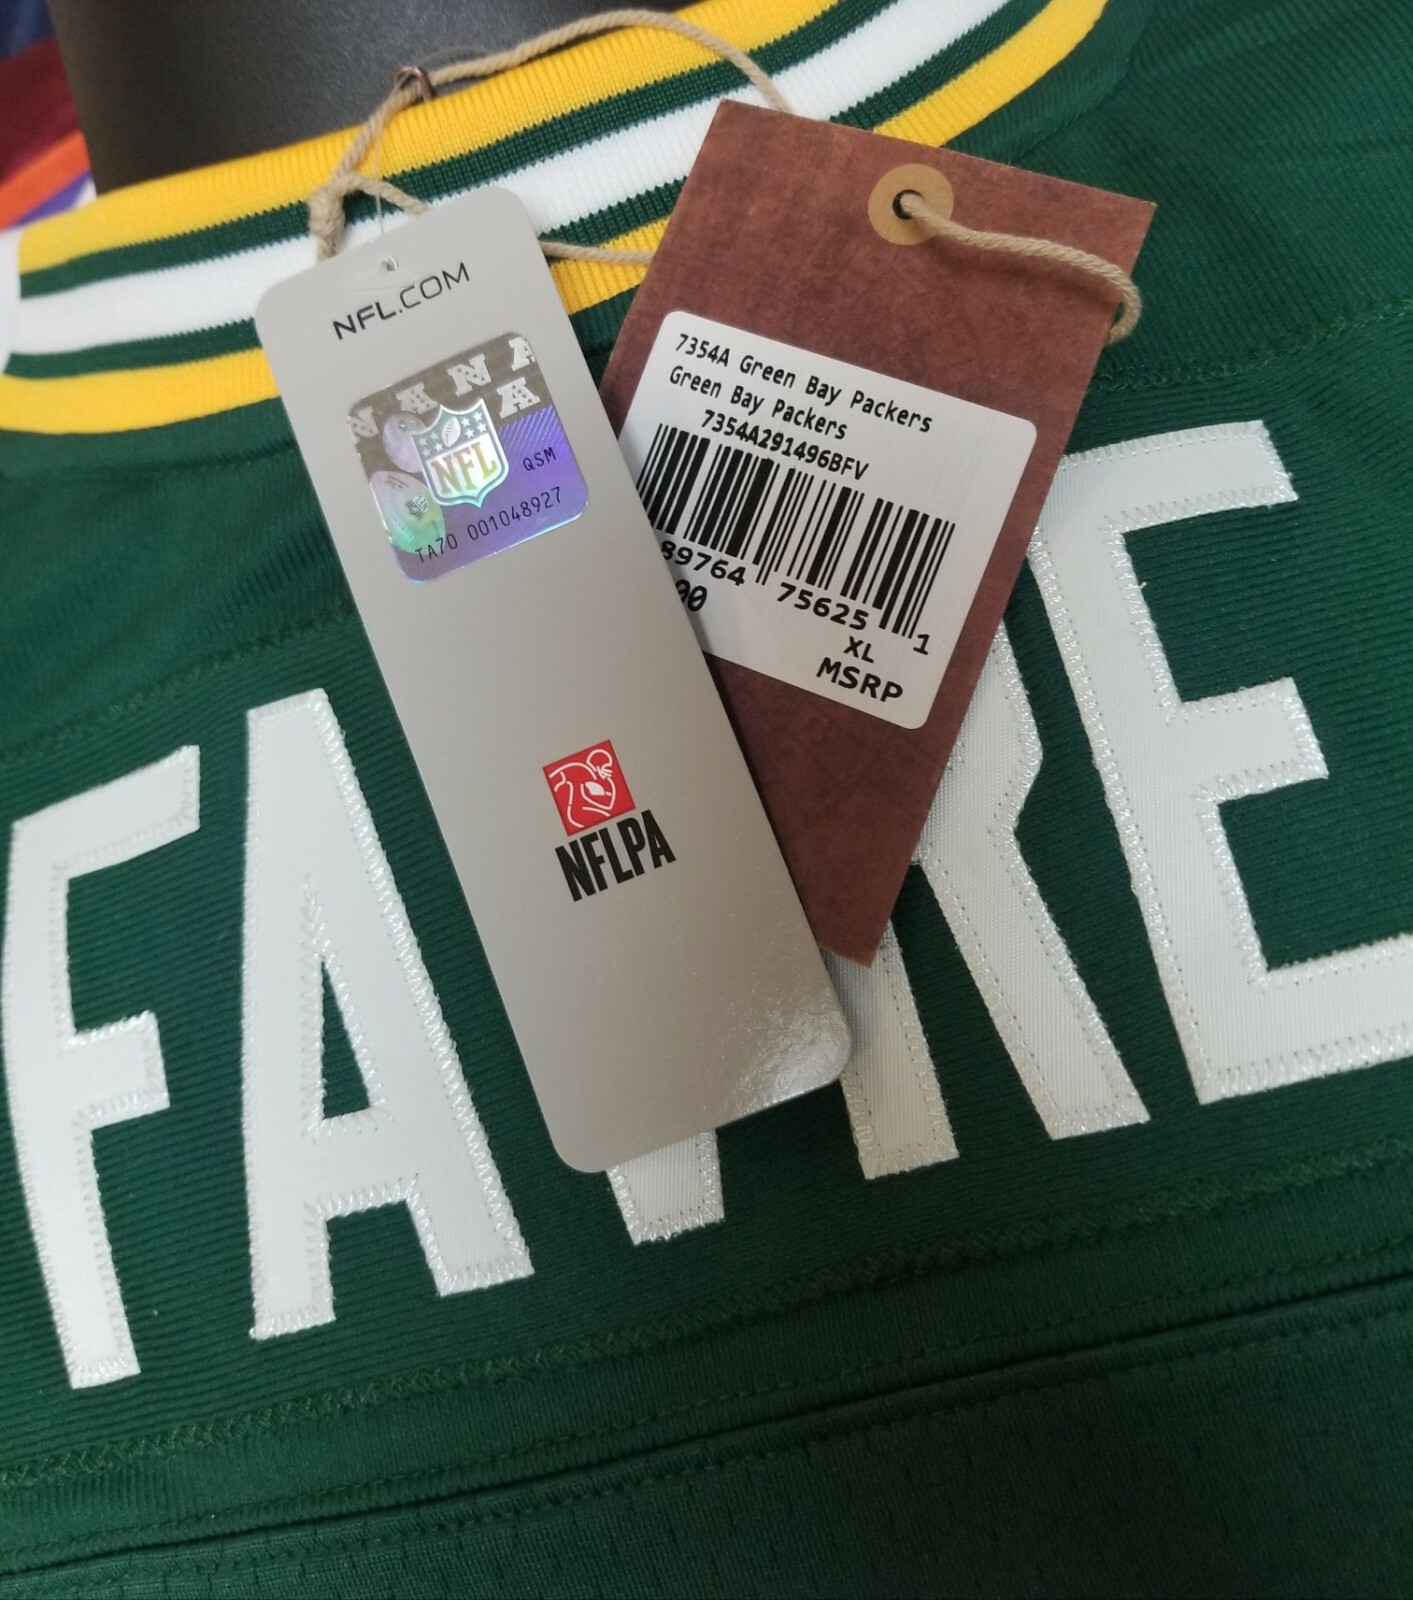 NFL.COM
NFL
QSM
TA70 001048927
NFLPA
7354A Green Bay Packers
Green Bay Packers
7354A291496BFV
89764 75625 1
00
XL
MSRP
FAVRE